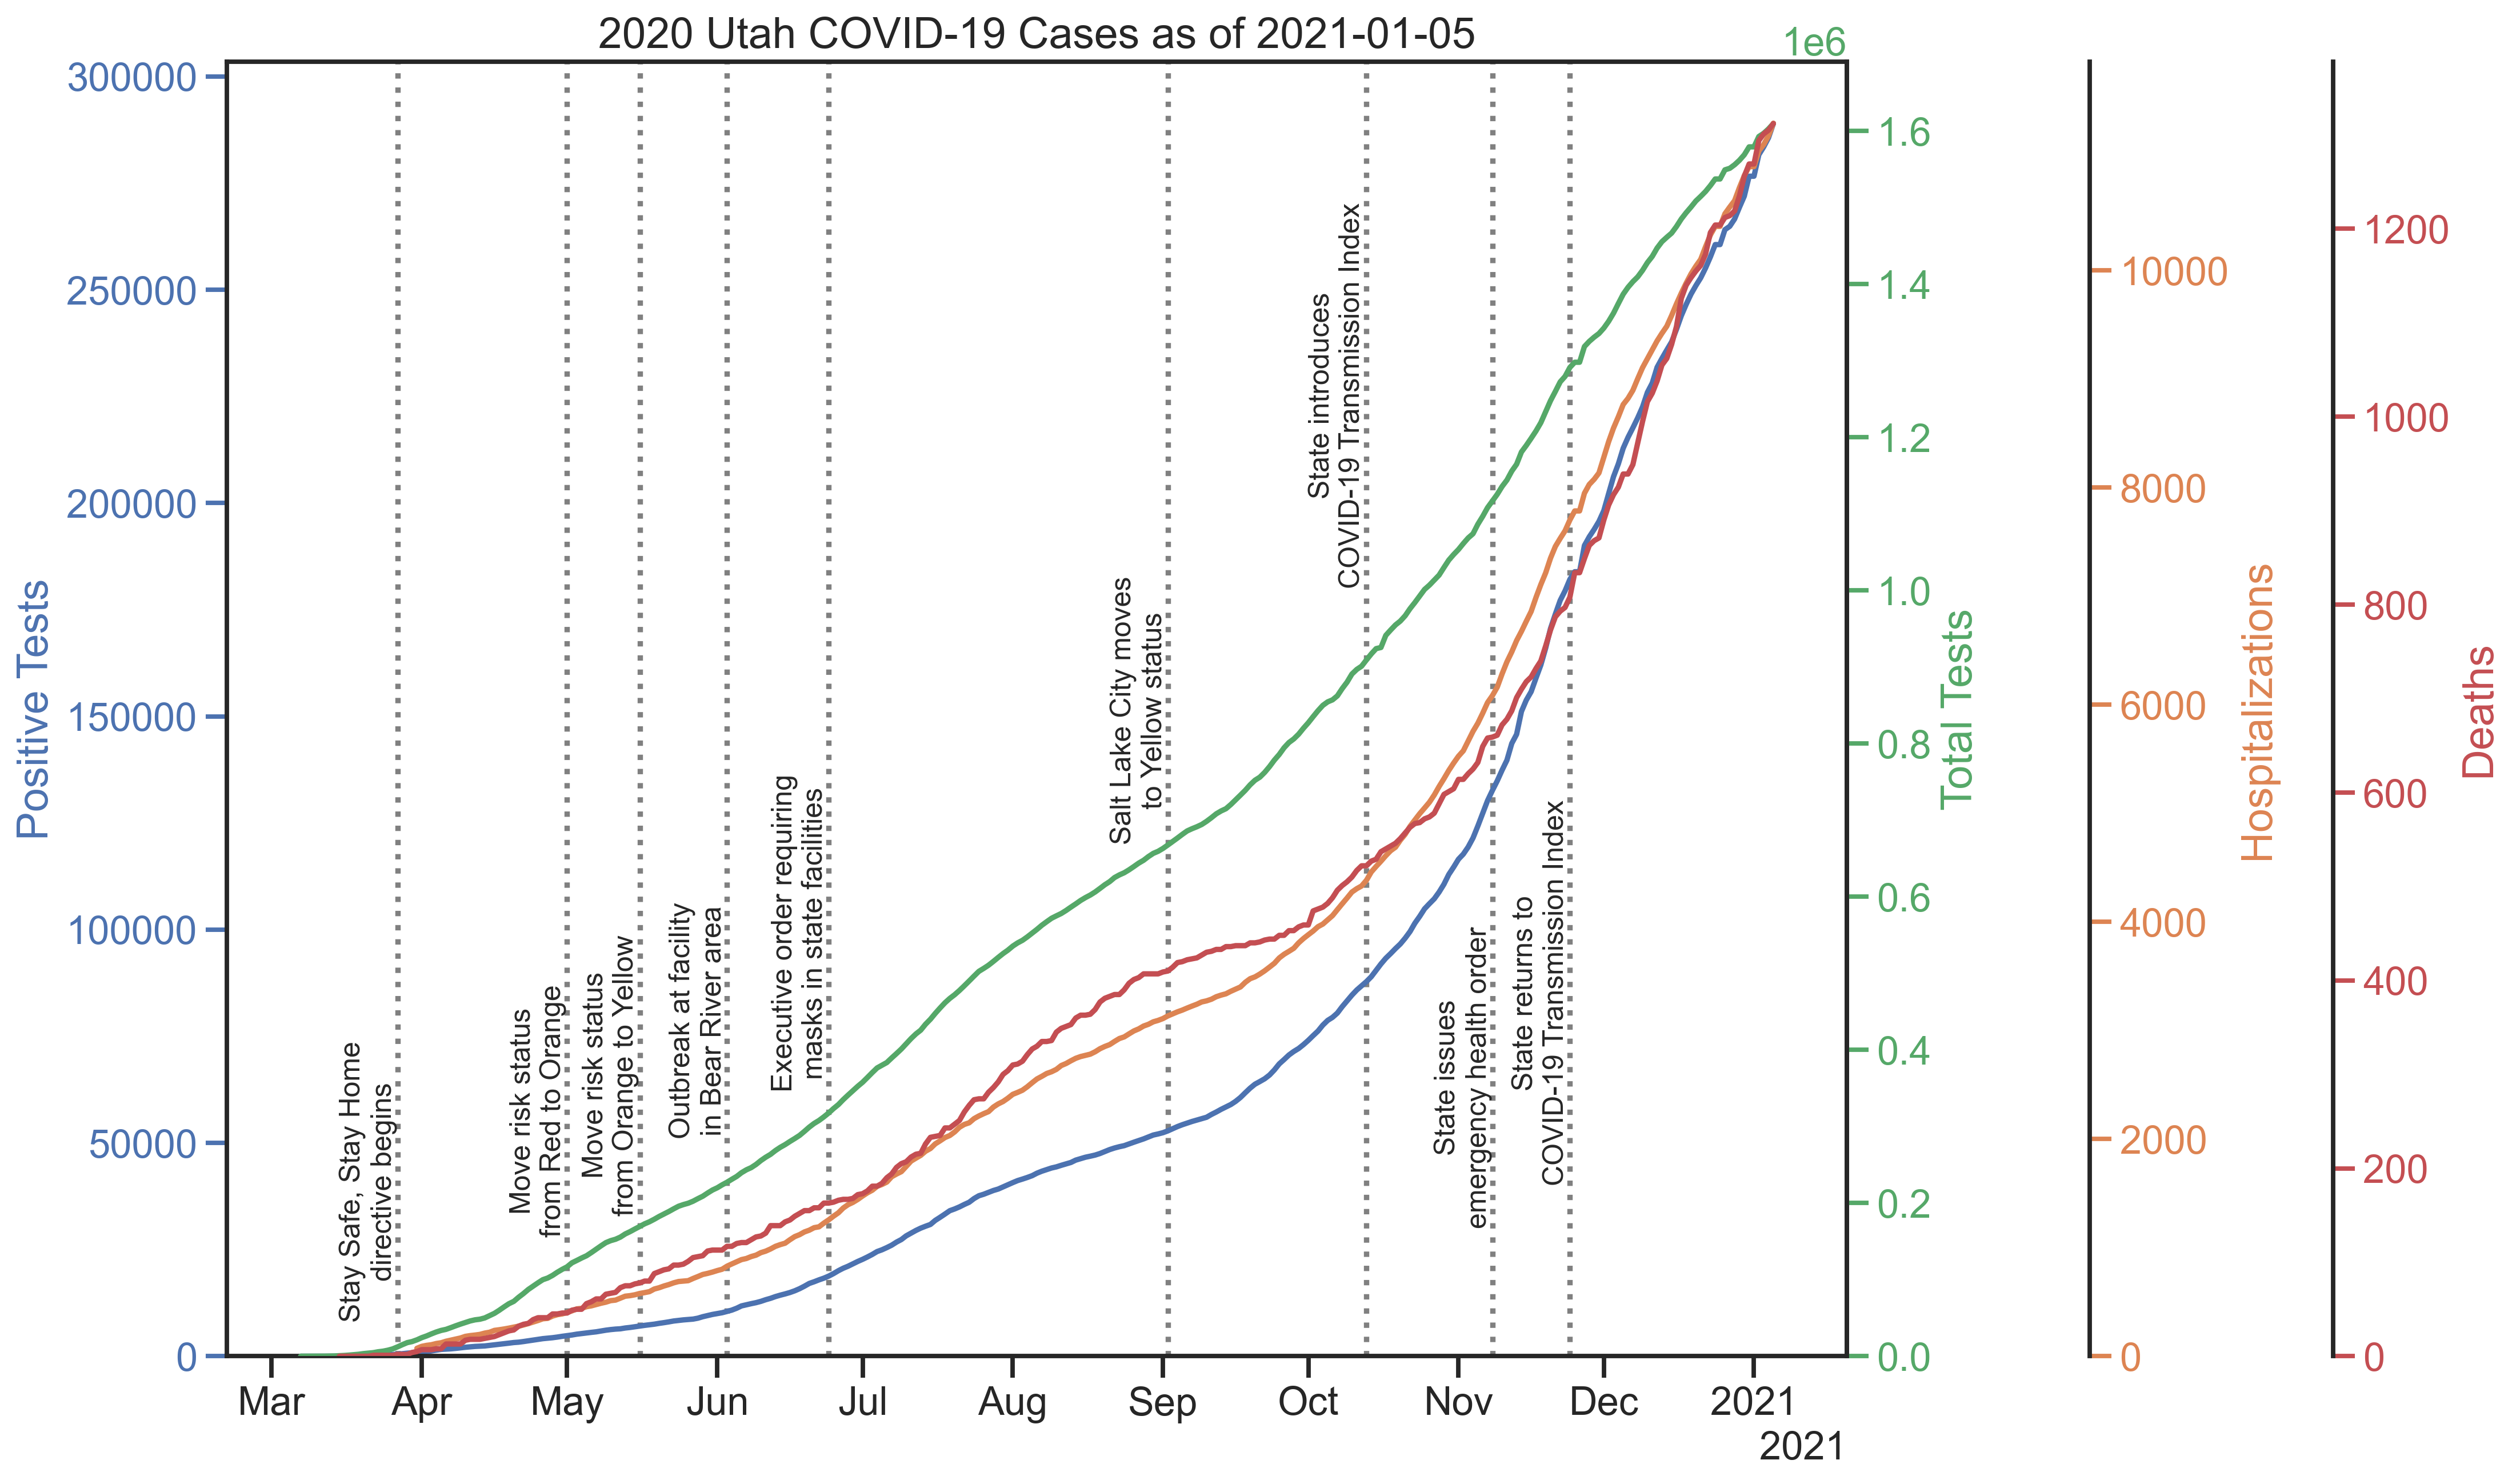 2020 Utah COVID-19 Cases as of 2021-01-05
1e6
Positive Tests
300000
250000
200000
150000
100000
50000
0
Stay Safe, Stay Home
directive begins
Move risk status
from Red to Orange
Move risk status
from Orange to Yellow
Outbreak at facility
in Bear River area
Executive order requiring
masks in state facilities
Salt Lake City moves
to Yellow status
State introduces
COVID-19 Transmission Index
State issues
emergency health order
State returns to
COVID-19 Transmission Index
1.6
1.4
1.2
1.0
0.8
0.6
0.4
0.2
0.0
Total Tests
10000
8000
6000
4000
2000
0
Hospitalizations
1200
1000
800
600
400
200
0
Deaths
Mar Apr May Jun Jul Aug Sep Oct Nov Dec 2021
2021